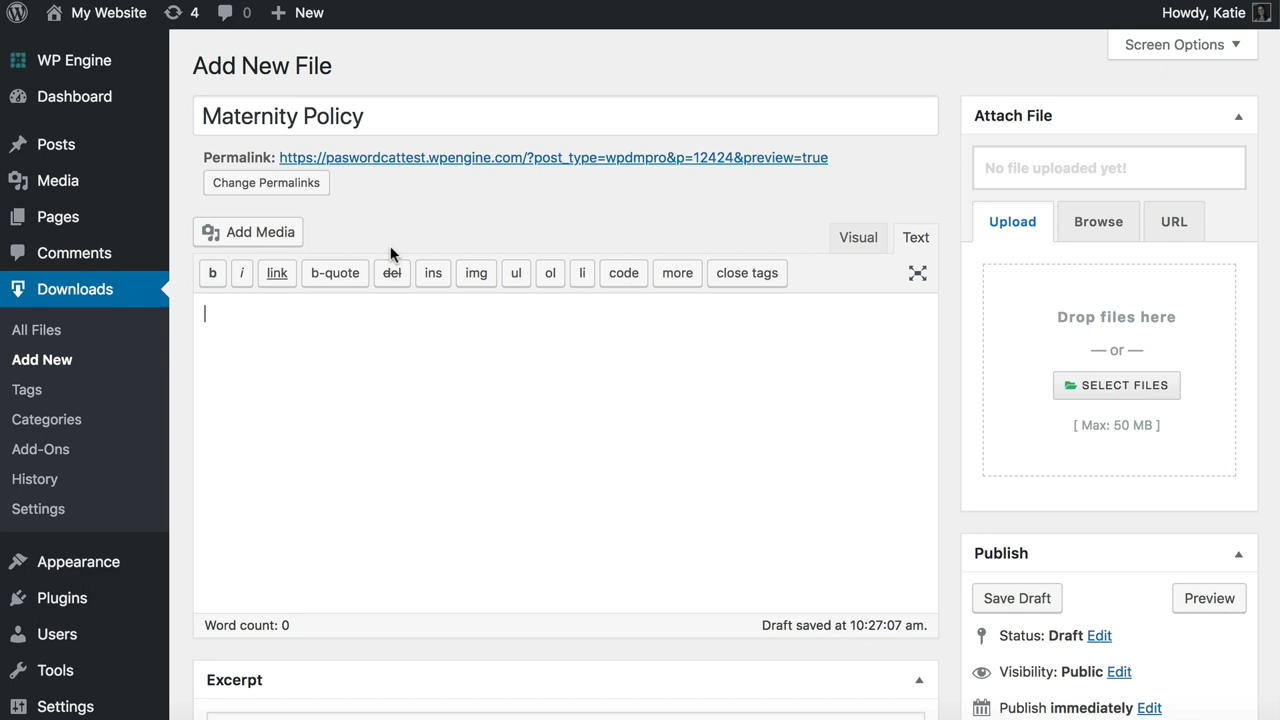 My Website 4 0 New Howdy, Katie
Screen Options
WP Engine
Dashboard
Posts
Media
Pages
Comments
Downloads
All Files
Add New
Tags
Categories
Add-Ons
History
Settings
Appearance
Plugins
Users
Tools
Settings
Add New File
Maternity Policy
Permalink: https://paswordcattest.wpengine.com/?post_type=wpdmpro&p=12424&preview=true
Change Permalinks
Add Media
Visual Text
b i link b-quote del ins img ul ol li code more close tags
Word count: 0 Draft saved at 10:27:07 am.
Excerpt
Attach File
No file uploaded yet!
Upload Browse URL
Drop files here
— or —
SELECT FILES
[ Max: 50 MB ]
Publish
Save Draft Preview
Status: Draft Edit
Visibility: Public Edit
Publish immediately Edit